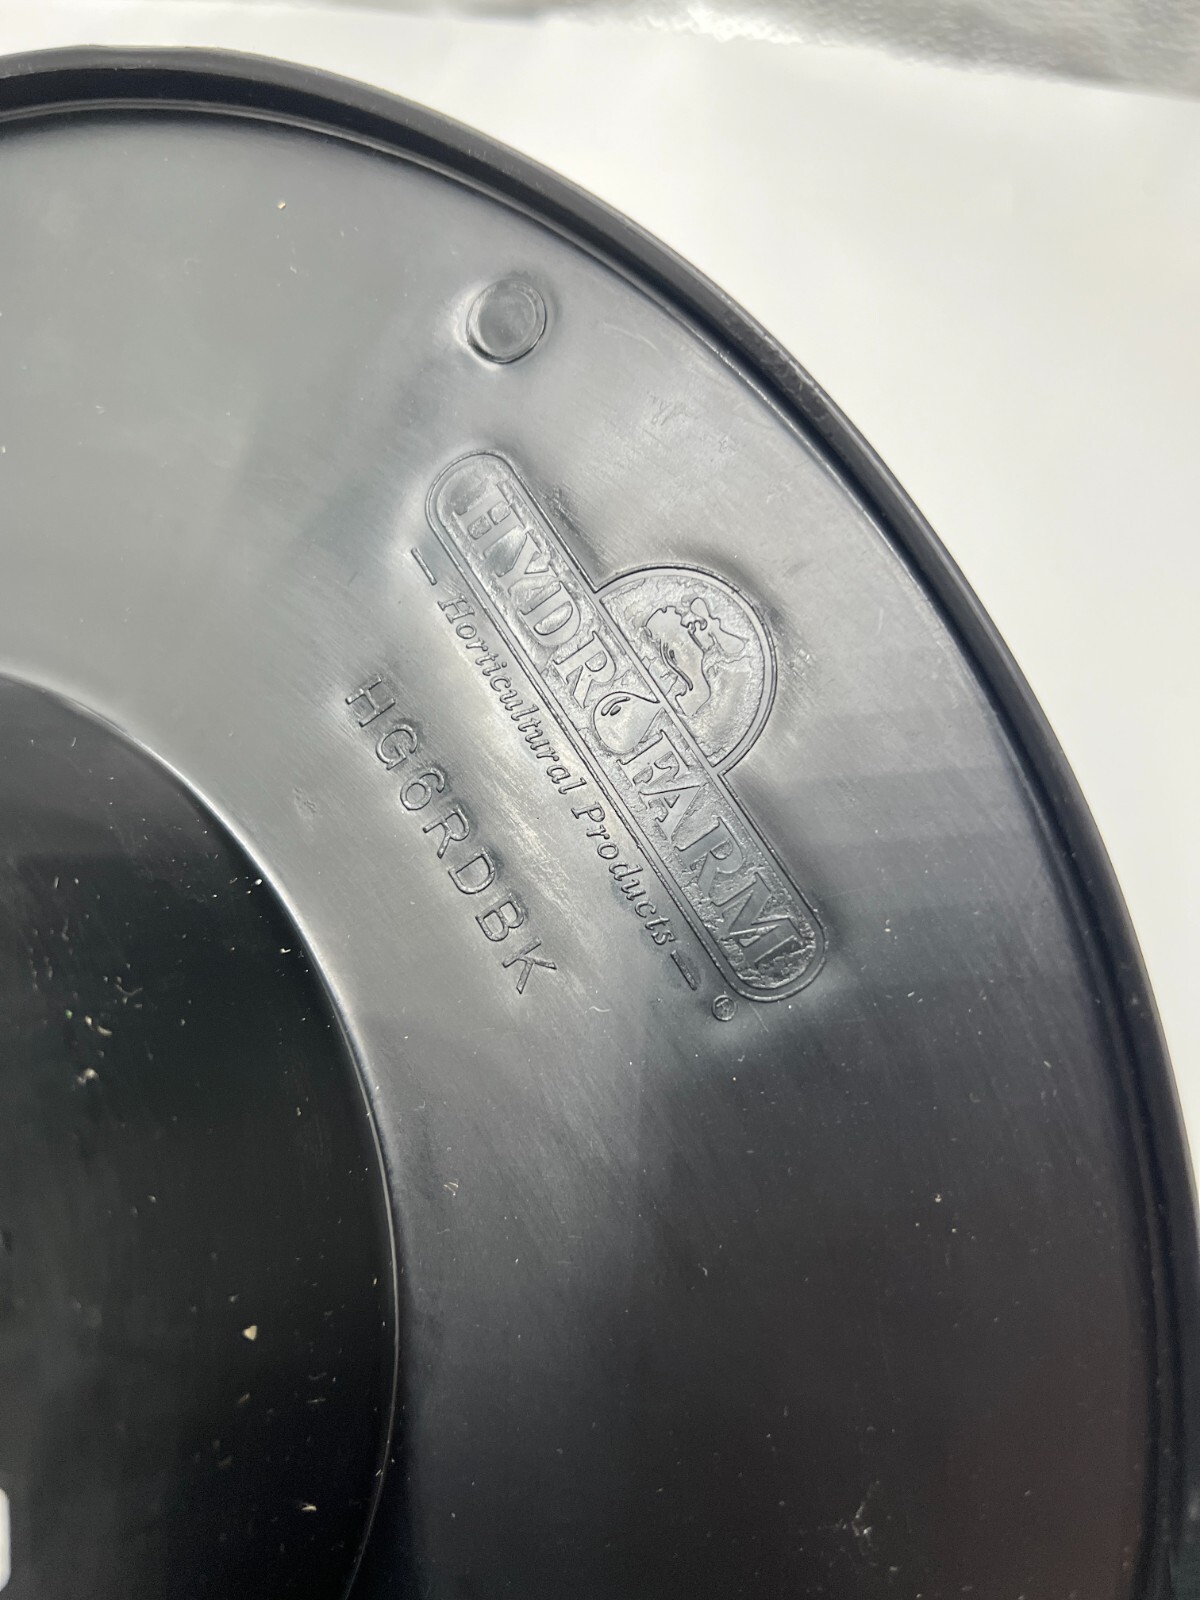 HYDROFARM
— Horticultural Products — ®
HG6RDBK